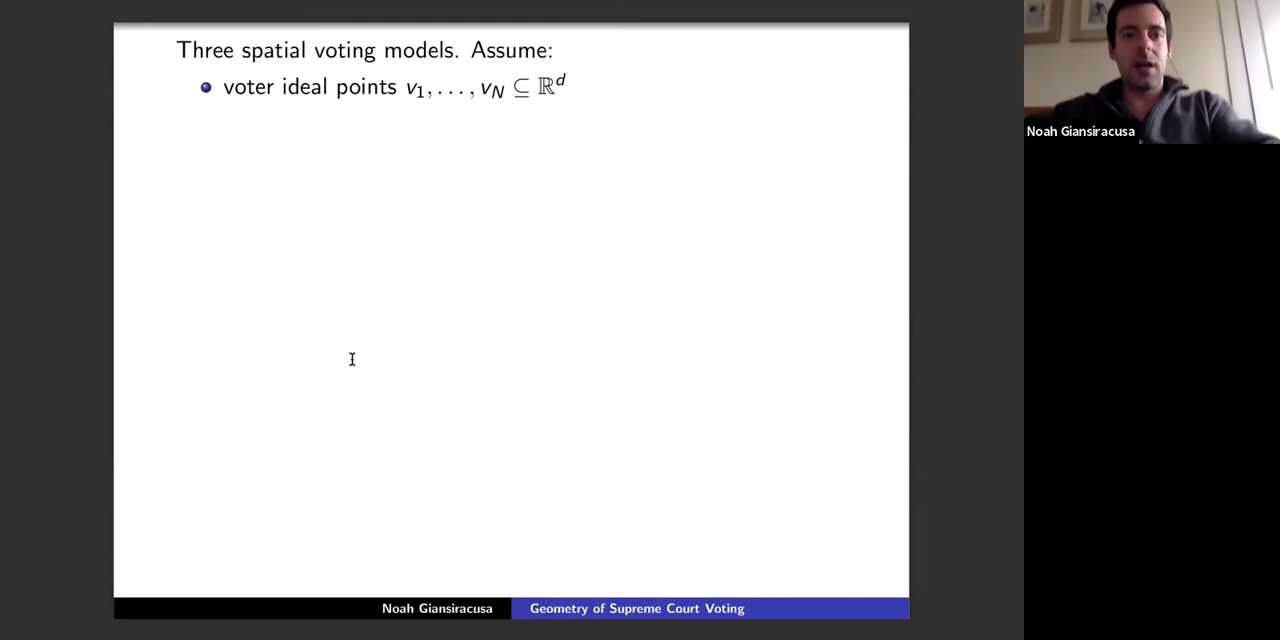 Three spatial voting models. Assume:
voter ideal points v₁, . . . , v_N ⊆ ℝᵈ
Noah Giansiracusa
Noah Giansiracusa
Geometry of Supreme Court Voting